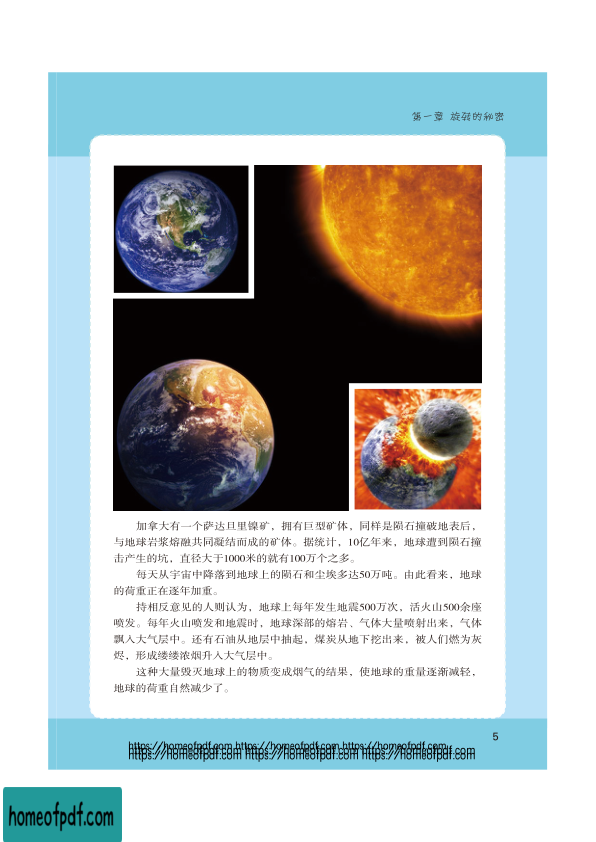 第一章 旋转的秘密
加拿大有一个萨达旦里镍矿，拥有巨型矿体，同样是陨石撞破地表后，
与地球岩浆熔融共同凝结而成的矿体。据统计，10亿年来，地球遭到陨石撞
击产生的坑，直径大于1000米的就有100万个之多。
每天从宇宙中降落到地球上的陨石和尘埃多达50万吨。由此看来，地球
的荷重正在逐年加重。
持相反意见的人则认为，地球上每年发生地震500万次，活火山500余座
喷发。每年火山喷发和地震时，地球深部的熔岩、气体大量喷射出来，气体
飘入大气层中。还有石油从地层中抽起，煤炭从地下挖出来，被人们燃为灰
烬，形成缕缕浓烟升入大气层中。
这种大量毁灭地球上的物质变成烟气的结果，使地球的重量逐渐减轻，
地球的荷重自然减少了。
5
https://homeofpdf.com https://homeofpdf.com https://homeofpdf.com
https://homeofpdf.com https://homeofpdf.com https://homeofpdf.com
https://homeofpdf.com https://homeofpdf.com https://homeofpdf.com
homeofpdf.com